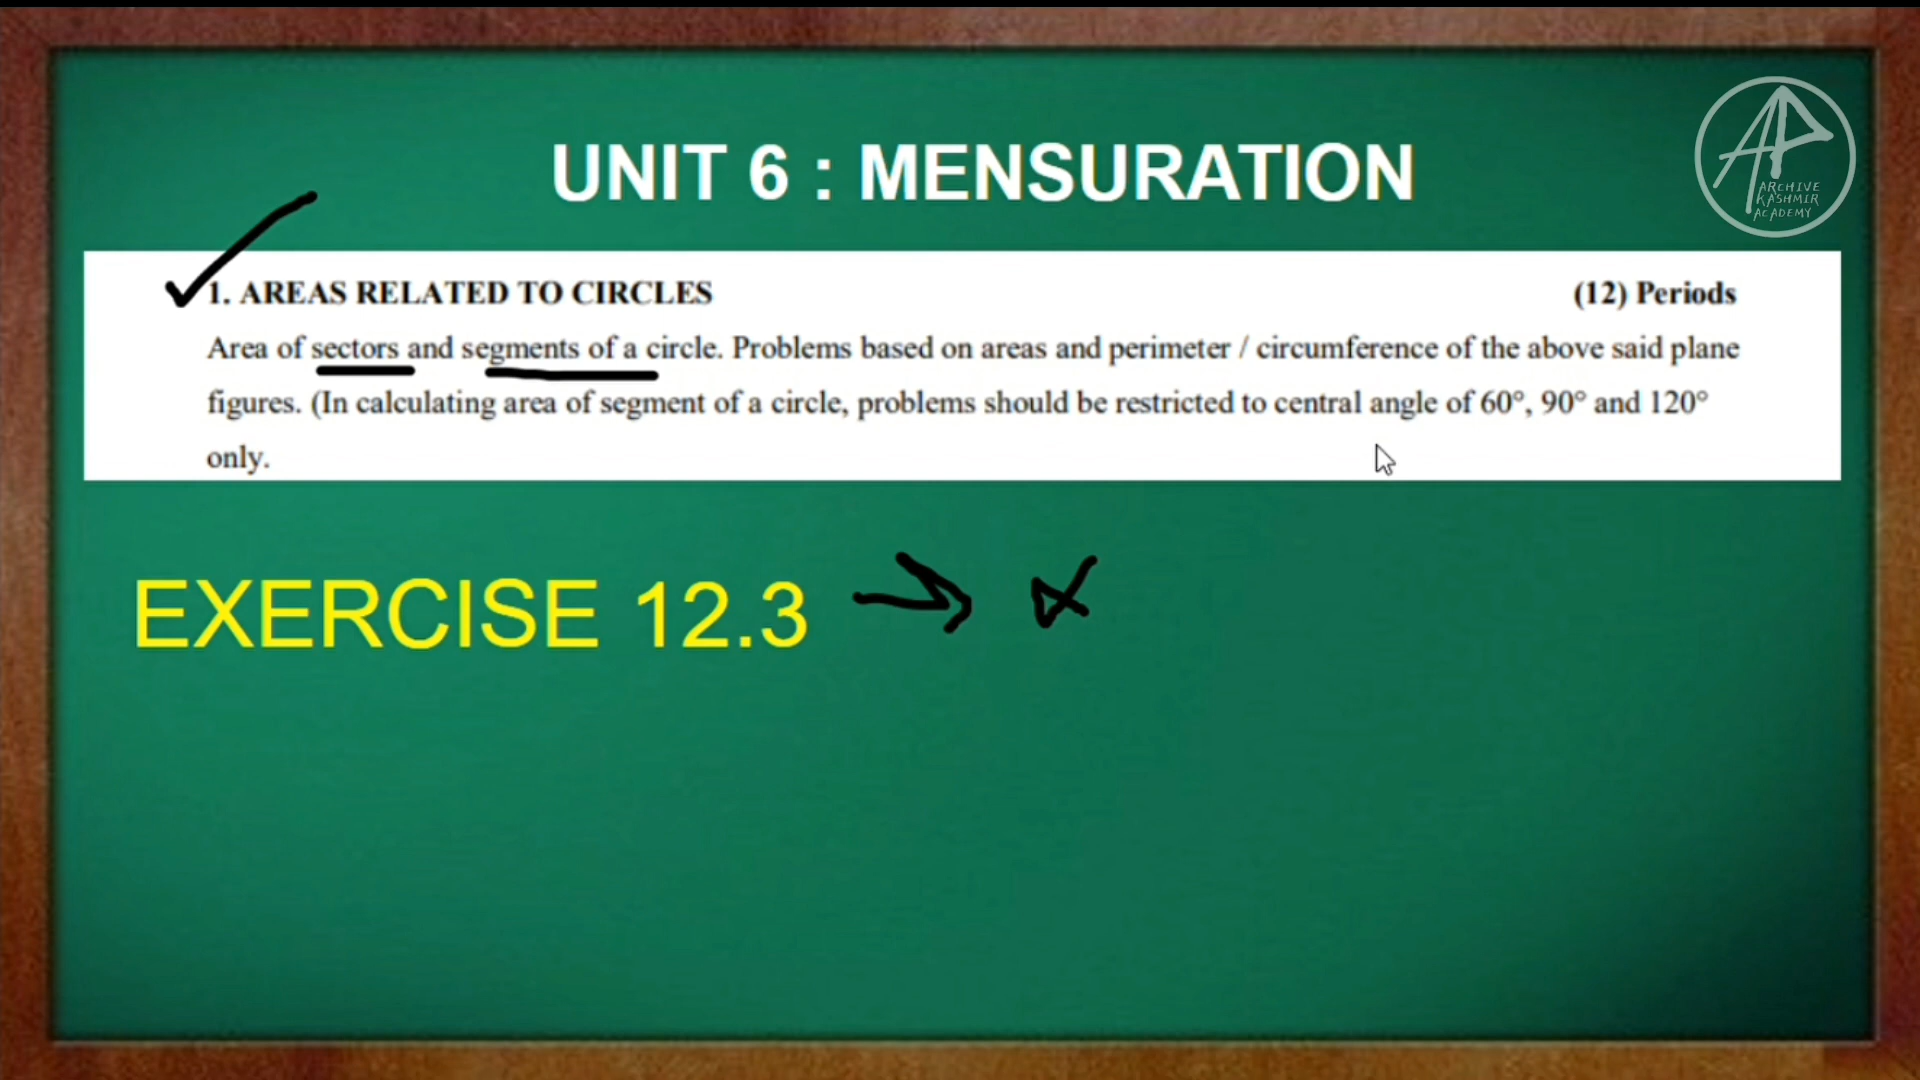 UNIT 6 : MENSURATION
ARCHIVE
KASHMIR
ACADEMY
1. AREAS RELATED TO CIRCLES (12) Periods
Area of sectors and segments of a circle. Problems based on areas and perimeter / circumference of the above said plane
figures. (In calculating area of segment of a circle, problems should be restricted to central angle of 60°, 90° and 120°
only.
EXERCISE 12.3